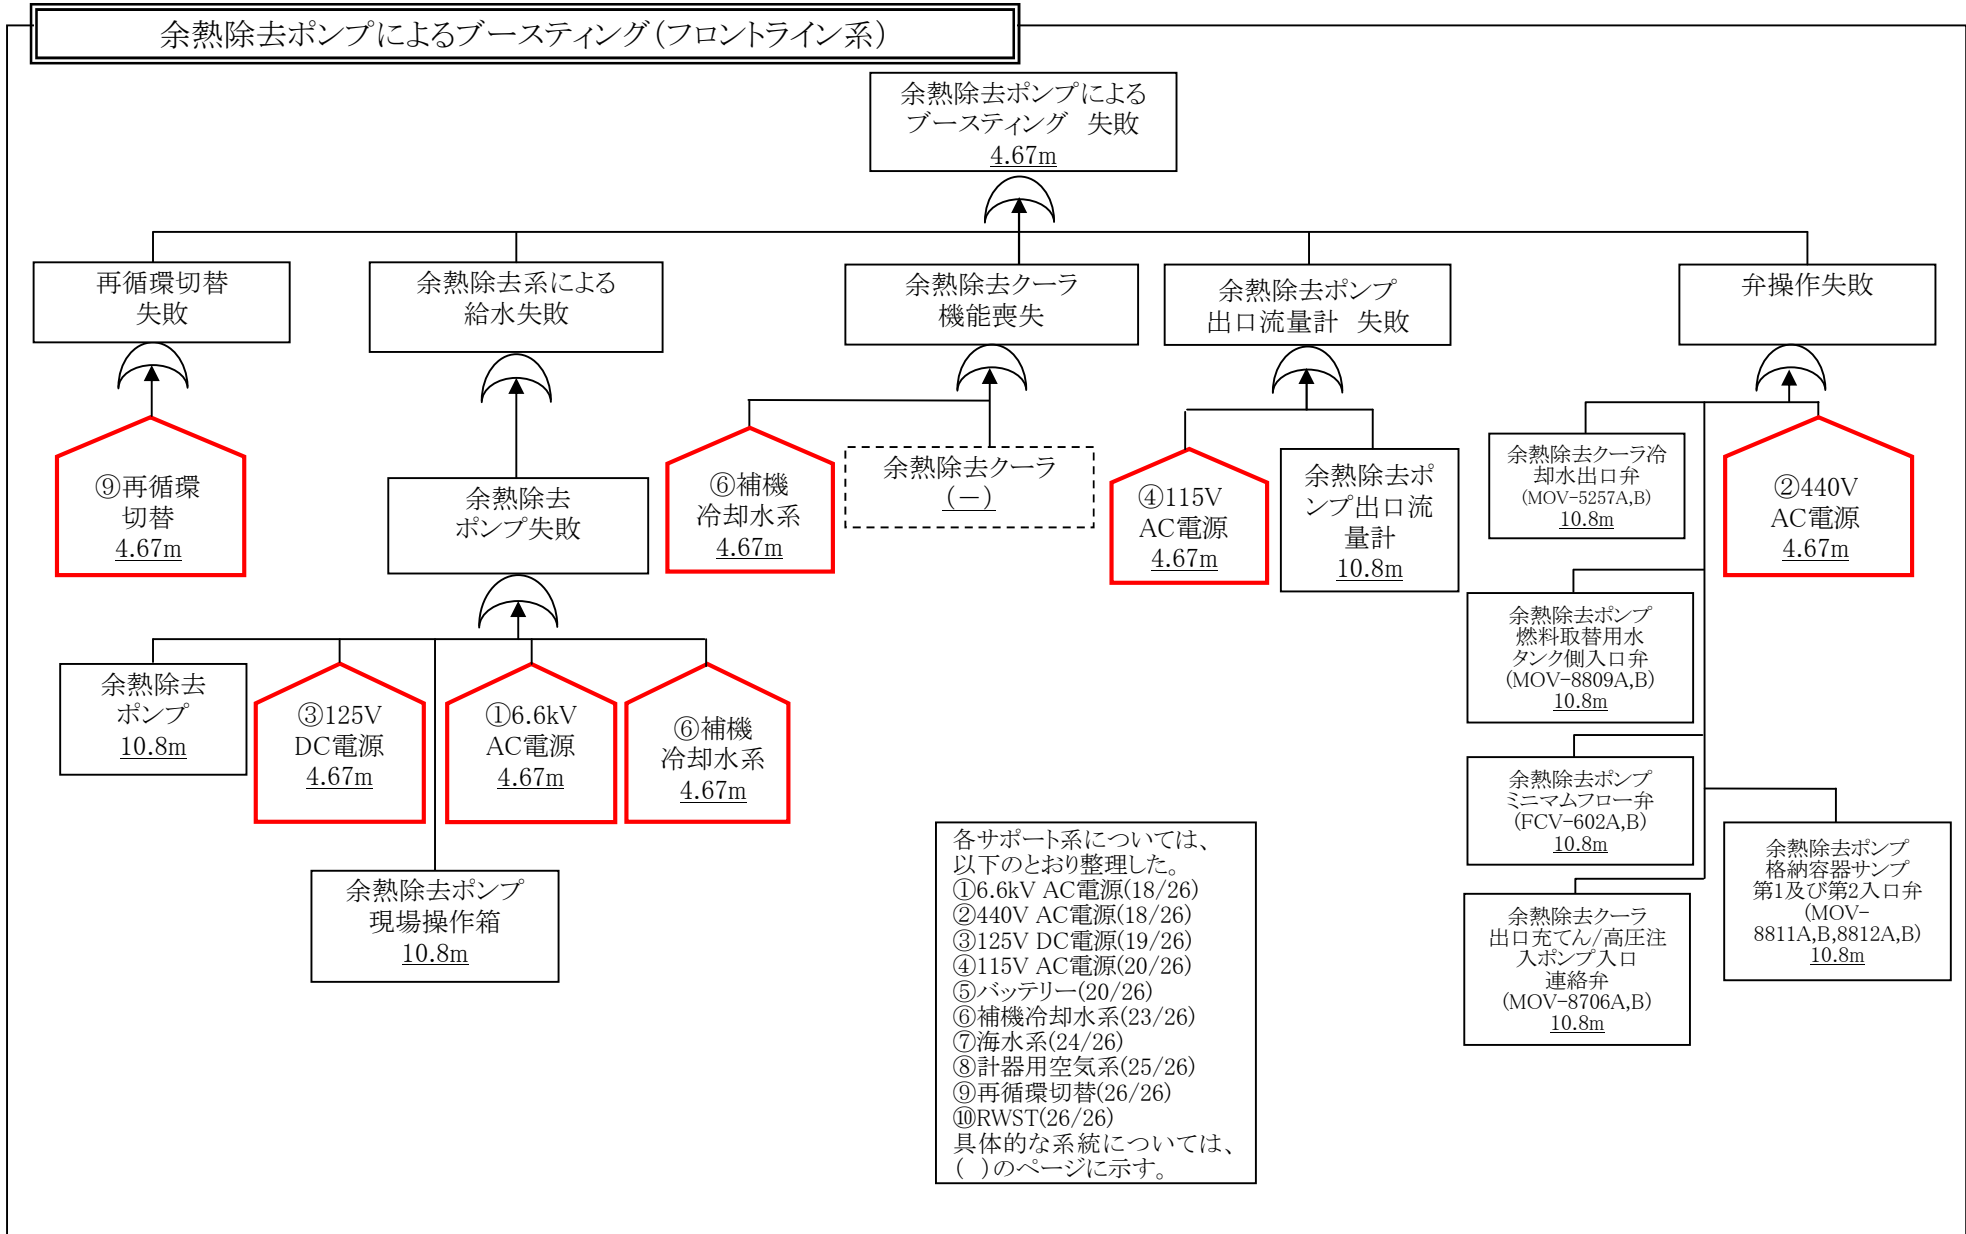 余熱除去ポンプによるブースティング(フロントライン系)
余熱除去ポンプによる
ブースティング 失敗
4.67m
再循環切替
失敗
余熱除去系による
給水失敗
余熱除去クーラ
機能喪失
余熱除去ポンプ
出口流量計 失敗
弁操作失敗
⑨再循環
切替
4.67m
余熱除去
ポンプ失敗
⑥補機
冷却水系
4.67m
余熱除去クーラ
(-)
④115V
AC電源
4.67m
余熱除去ポ
ンプ出口流
量計
10.8m
余熱除去クーラ冷
却水出口弁
(MOV-5257A,B)
10.8m
②440V
AC電源
4.67m
余熱除去ポンプ
燃料取替用水
タンク側入口弁
(MOV-8809A,B)
10.8m
余熱除去
ポンプ
10.8m
③125V
DC電源
4.67m
①6.6kV
AC電源
4.67m
⑥補機
冷却水系
4.67m
余熱除去ポンプ
ミニマムフロー弁
(FCV-602A,B)
10.8m
余熱除去ポンプ
格納容器サンプ
第1及び第2入口弁
(MOV-
8811A,B,8812A,B)
10.8m
余熱除去ポンプ
現場操作箱
10.8m
余熱除去クーラ
出口充てん/高圧注
入ポンプ入口
連絡弁
(MOV-8706A,B)
10.8m
各サポート系については、
以下のとおり整理した。
①6.6kV AC電源(18/26)
②440V AC電源(18/26)
③125V DC電源(19/26)
④115V AC電源(20/26)
⑤バッテリー(20/26)
⑥補機冷却水系(23/26)
⑦海水系(24/26)
⑧計器用空気系(25/26)
⑨再循環切替(26/26)
⑩RWST(26/26)
具体的な系統については、
( )のページに示す。